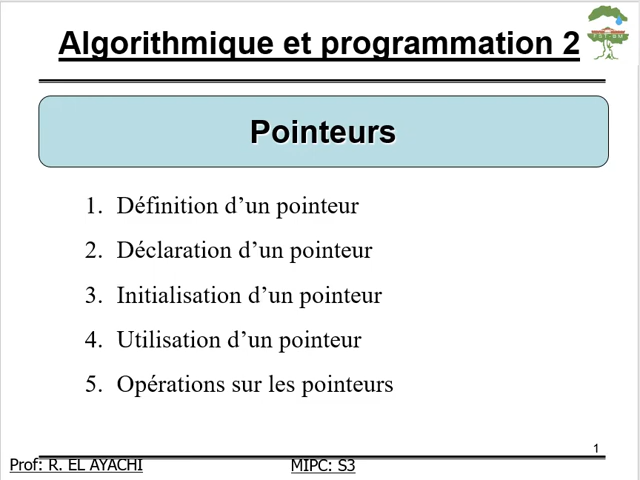 Algorithmique et programmation 2
Pointeurs
1. Définition d’un pointeur
2. Déclaration d’un pointeur
3. Initialisation d’un pointeur
4. Utilisation d’un pointeur
5. Opérations sur les pointeurs
1
Prof: R. EL AYACHI MIPC: S3